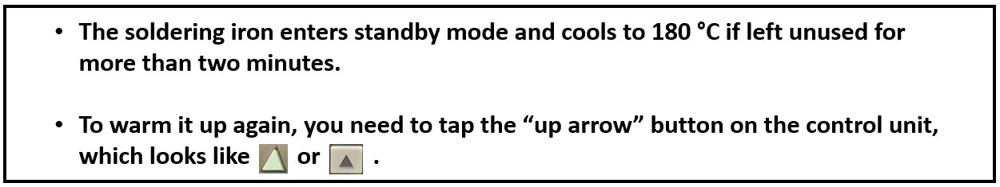 • The soldering iron enters standby mode and cools to 180 °C if left unused for
more than two minutes.
• To warm it up again, you need to tap the “up arrow” button on the control unit,
which looks like or .